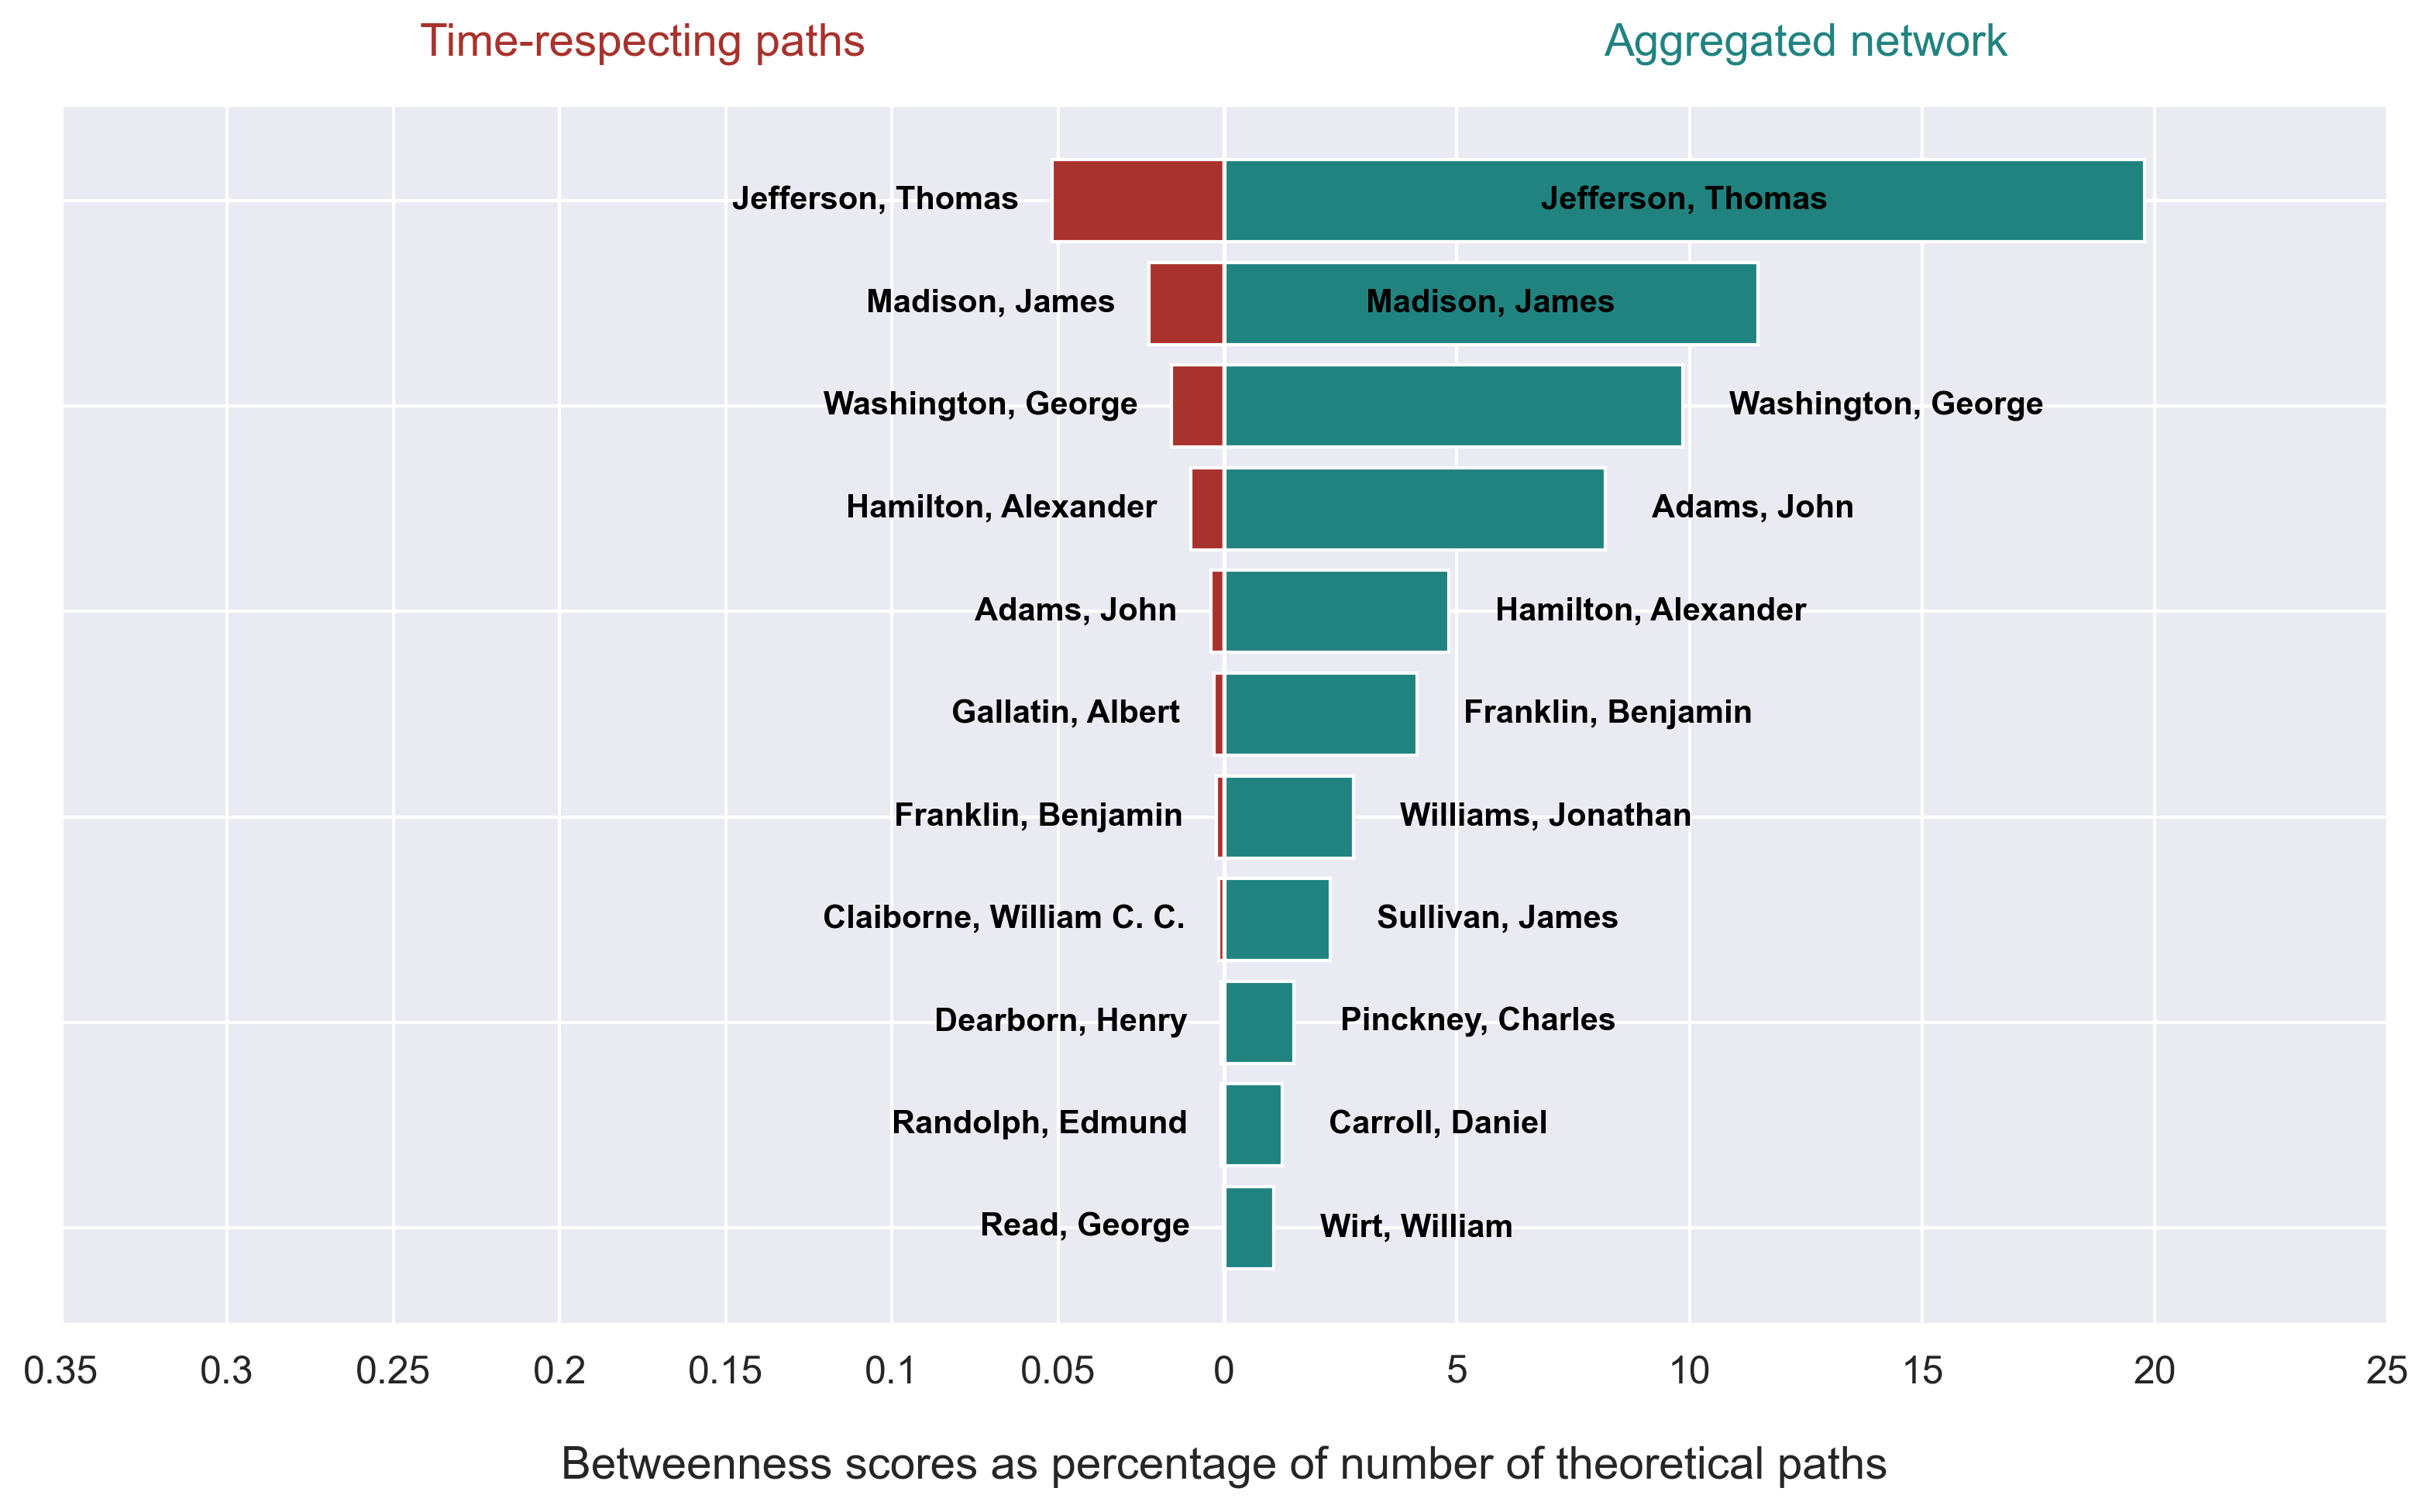 Time-respecting paths
Aggregated network
Jefferson, Thomas
Jefferson, Thomas
Madison, James
Madison, James
Washington, George
Washington, George
Hamilton, Alexander
Adams, John
Adams, John
Hamilton, Alexander
Gallatin, Albert
Franklin, Benjamin
Franklin, Benjamin
Williams, Jonathan
Claiborne, William C. C.
Sullivan, James
Dearborn, Henry
Pinckney, Charles
Randolph, Edmund
Carroll, Daniel
Read, George
Wirt, William
0.35 0.3 0.25 0.2 0.15 0.1 0.05 0 5 10 15 20 25
Betweenness scores as percentage of number of theoretical paths